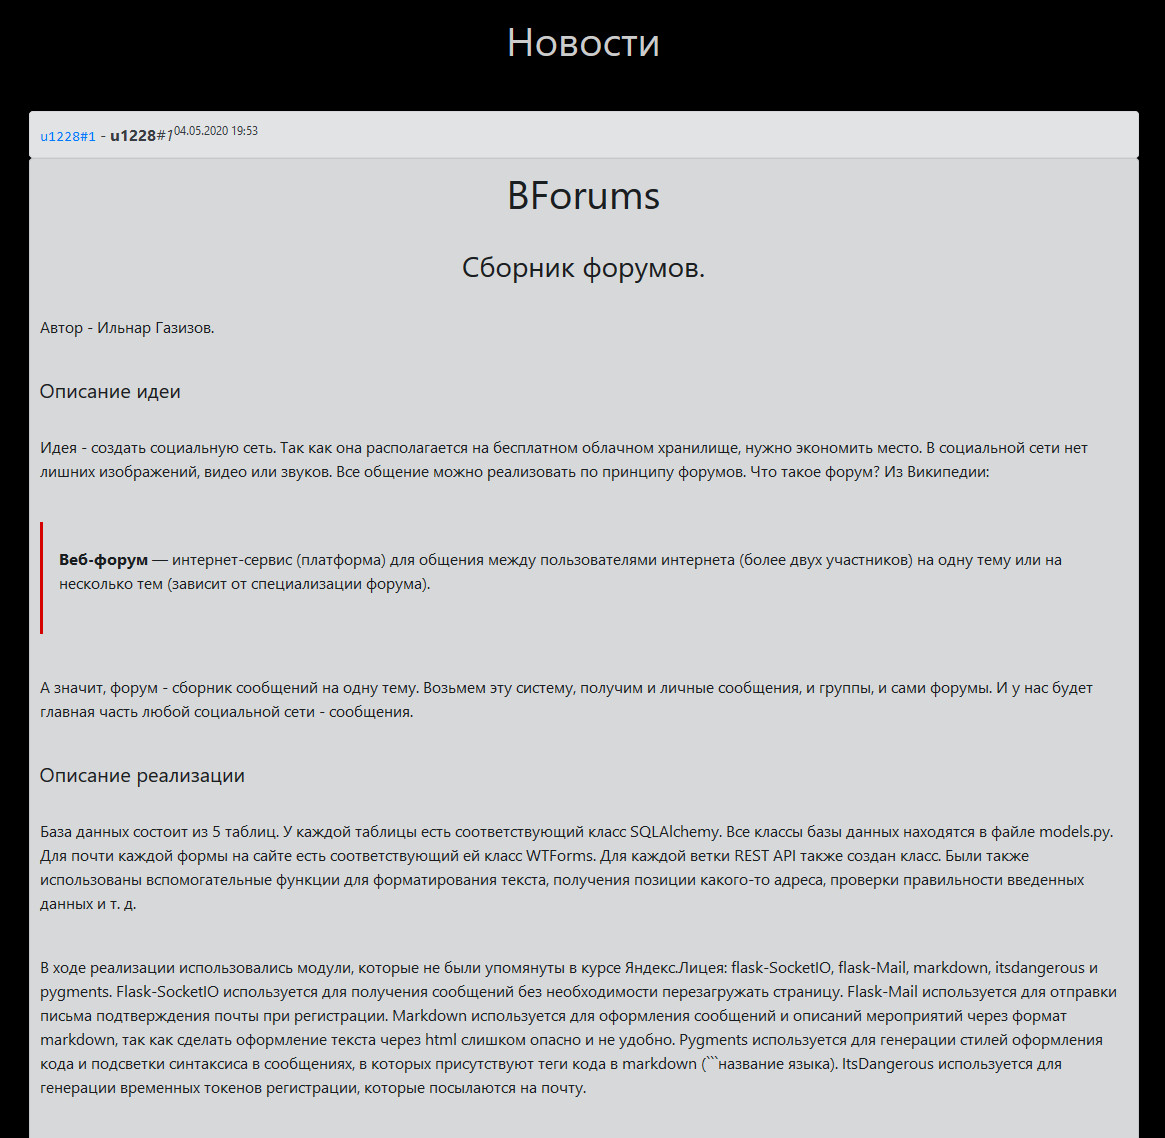 Новости
u1228#1 - u1228#1 04.05.2020 19:53
BForums
Сборник форумов.
Автор - Ильнар Газизов.
Описание идеи
Идея - создать социальную сеть. Так как она располагается на бесплатном облачном хранилище, нужно экономить место. В социальной сети нет
лишних изображений, видео или звуков. Все общение можно реализовать по принципу форумов. Что такое форум? Из Википедии:
Веб-форум — интернет-сервис (платформа) для общения между пользователями интернета (более двух участников) на одну тему или на
несколько тем (зависит от специализации форума).
А значит, форум - сборник сообщений на одну тему. Возьмем эту систему, получим и личные сообщения, и группы, и сами форумы. И у нас будет
главная часть любой социальной сети - сообщения.
Описание реализации
База данных состоит из 5 таблиц. У каждой таблицы есть соответствующий класс SQLAlchemy. Все классы базы данных находятся в файле models.py.
Для почти каждой формы на сайте есть соответствующий ей класс WTForms. Для каждой ветки REST API также создан класс. Были также
использованы вспомогательные функции для форматирования текста, получения позиции какого-то адреса, проверки правильности введенных
данных и т. д.
В ходе реализации использовались модули, которые не были упомянуты в курсе Яндекс.Лицея: flask-SocketIO, flask-Mail, markdown, itsdangerous и
pygments. Flask-SocketIO используется для получения сообщений без необходимости перезагружать страницу. Flask-Mail используется для отправки
письма подтверждения почты при регистрации. Markdown используется для оформления сообщений и описаний мероприятий через формат
markdown, так как сделать оформление текста через html слишком опасно и не удобно. Pygments используется для генерации стилей оформления
кода и подсветки синтаксиса в сообщениях, в которых присутствуют теги кода в markdown (```название языка). ItsDangerous используется для
генерации временных токенов регистрации, которые посылаются на почту.